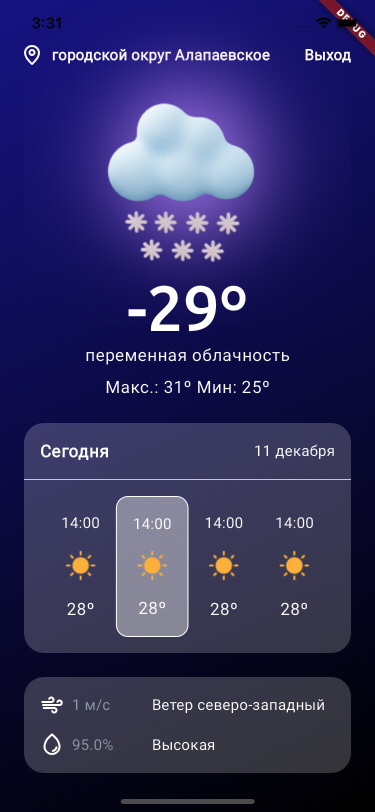 3:31
DEBUG
городской округ Алапаевское Выход
-29º
переменная облачность
Макс.: 31º Мин: 25º
Сегодня 11 декабря
14:00 14:00 14:00 14:00
28º 28º 28º 28º
1 м/с Ветер северо-западный
95.0% Высокая